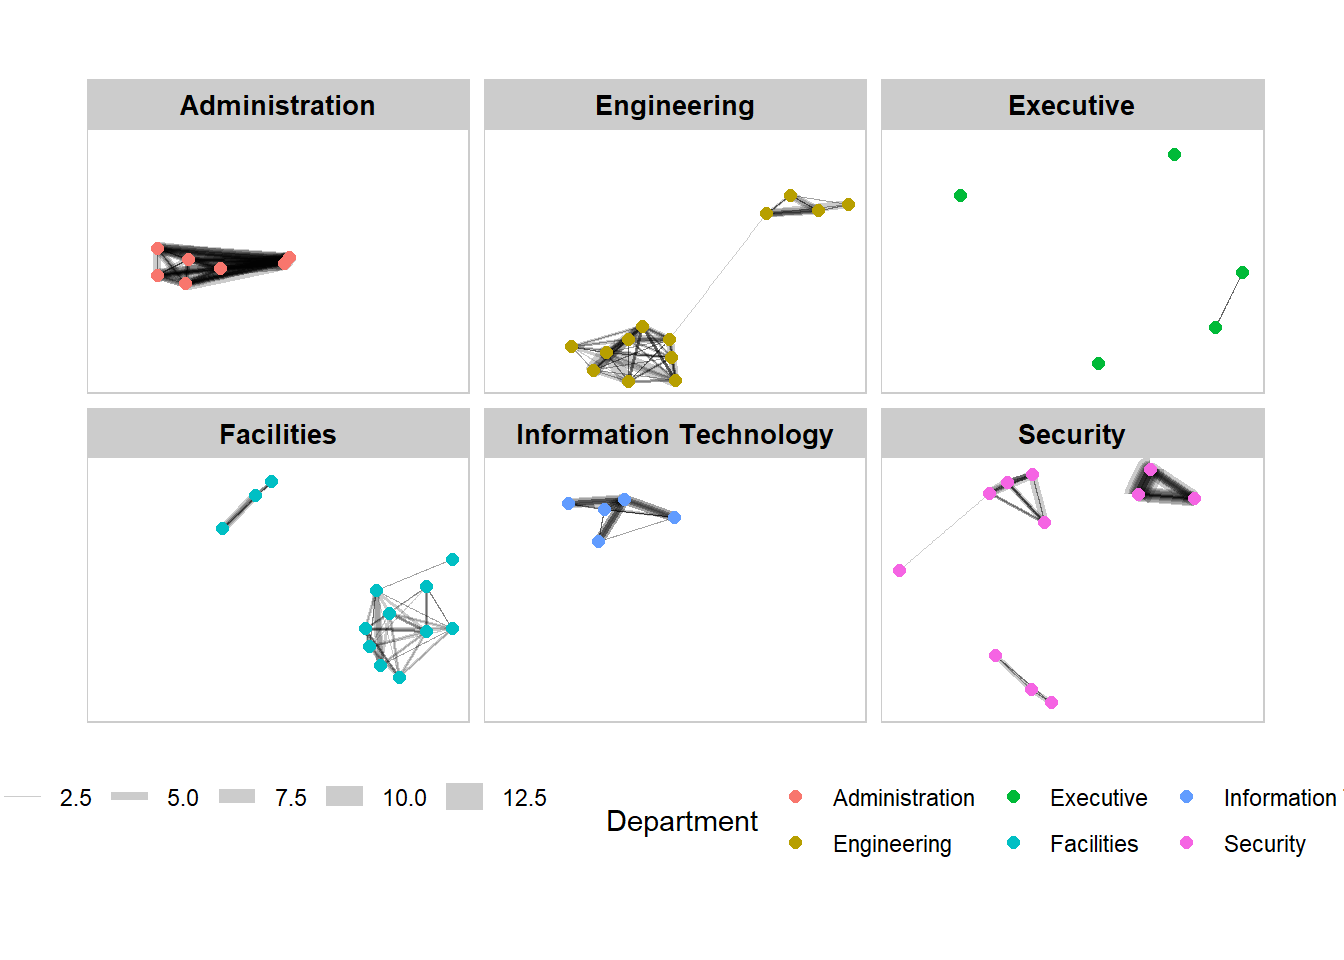 Administration
Engineering
Executive
Facilities
Information Technology
Security
2.5 5.0 7.5 10.0 12.5
Department
Administration Executive Information
Engineering Facilities Security